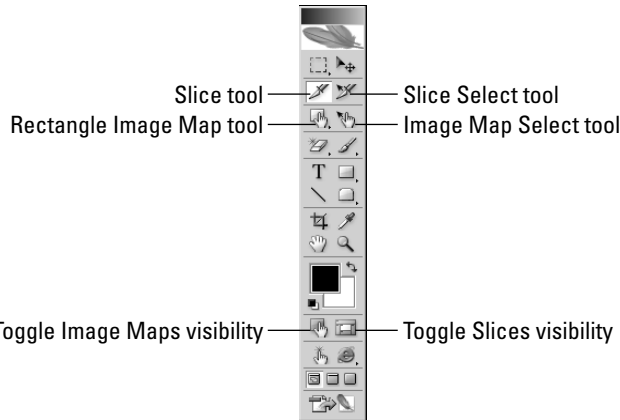 Slice tool
Slice Select tool
Rectangle Image Map tool
Image Map Select tool
T
Toggle Image Maps visibility
Toggle Slices visibility